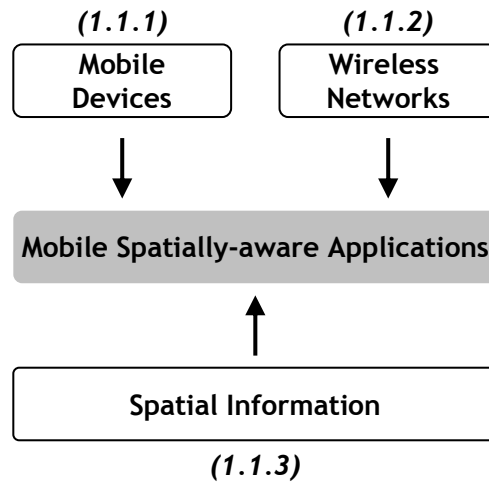 (1.1.1) (1.1.2)
Mobile Wireless
Devices Networks
Mobile Spatially-aware Applications
Spatial Information
(1.1.3)